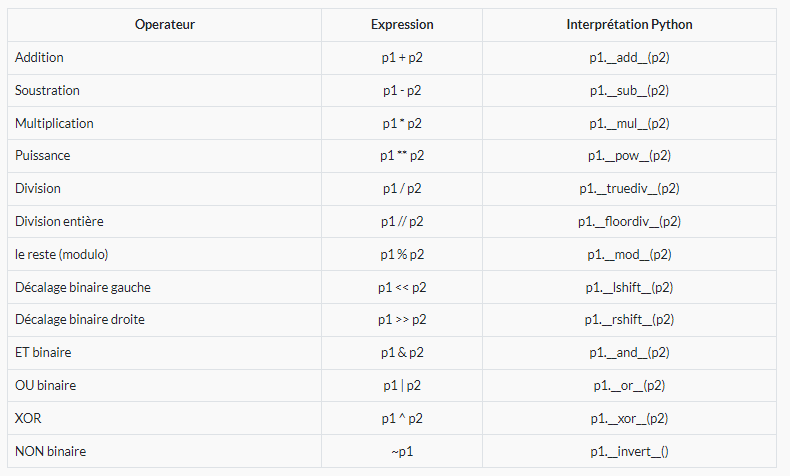 Operateur Expression Interprétation Python
Addition p1 + p2 p1.__add__(p2)
Soustration p1 - p2 p1.__sub__(p2)
Multiplication p1 * p2 p1.__mul__(p2)
Puissance p1 ** p2 p1.__pow__(p2)
Division p1 / p2 p1.__truediv__(p2)
Division entière p1 // p2 p1.__floordiv__(p2)
le reste (modulo) p1 % p2 p1.__mod__(p2)
Décalage binaire gauche p1 << p2 p1.__lshift__(p2)
Décalage binaire droite p1 >> p2 p1.__rshift__(p2)
ET binaire p1 & p2 p1.__and__(p2)
OU binaire p1 | p2 p1.__or__(p2)
XOR p1 ^ p2 p1.__xor__(p2)
NON binaire ~p1 p1.__invert__()